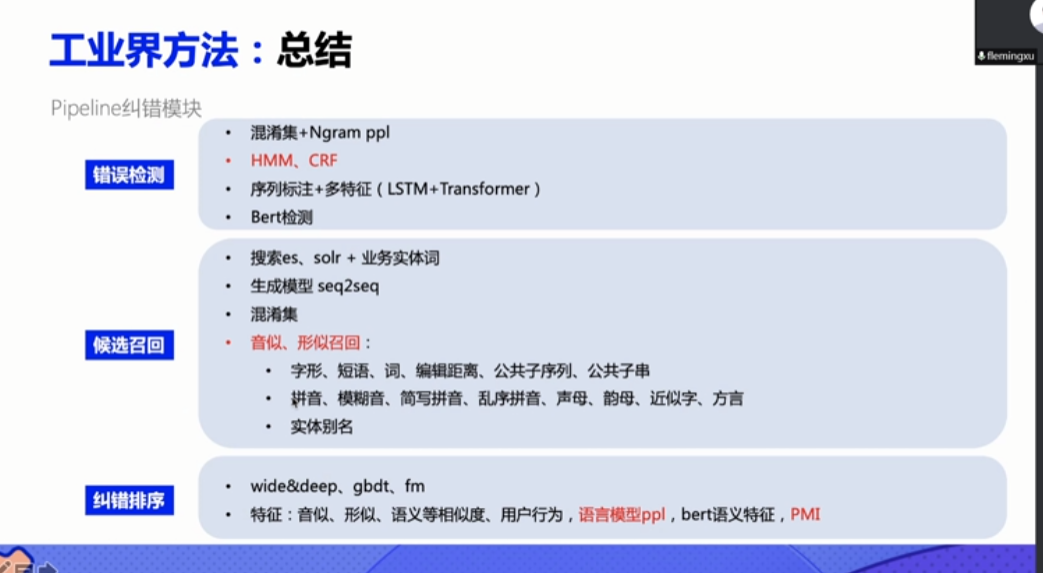 工业界方法：总结
flemingxu
Pipeline纠错模块
错误检测
• 混淆集+Ngram ppl
• HMM、CRF
• 序列标注+多特征（LSTM+Transformer）
• Bert检测
候选召回
• 搜索es、solr + 业务实体词
• 生成模型 seq2seq
• 混淆集
• 音似、形似召回：
• 字形、短语、词、编辑距离、公共子序列、公共子串
• 拼音、模糊音、简写拼音、乱序拼音、声母、韵母、近似字、方言
• 实体别名
纠错排序
• wide&deep、gbdt、fm
• 特征：音似、形似、语义等相似度、用户行为，语言模型ppl，bert语义特征，PMI